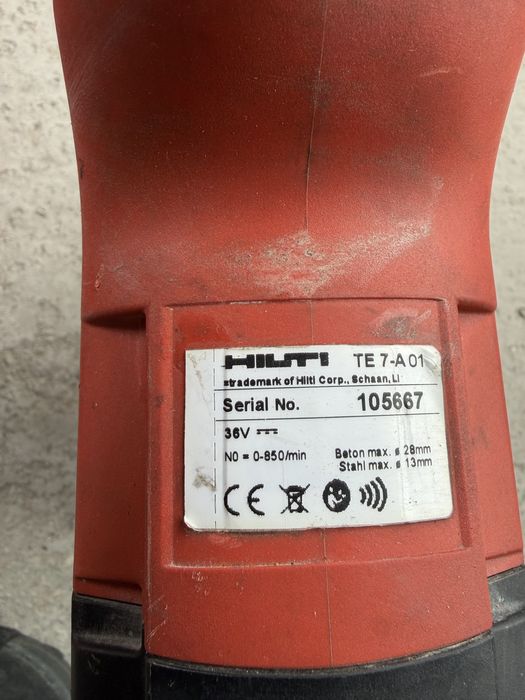 HILTI TE 7-A 01
=trademark of Hilti Corp., Schaan, LI
Serial No. 105667
36V
N0 = 0-850/min Beton max. ø 28mm
Stahl max. ø 13mm
CE